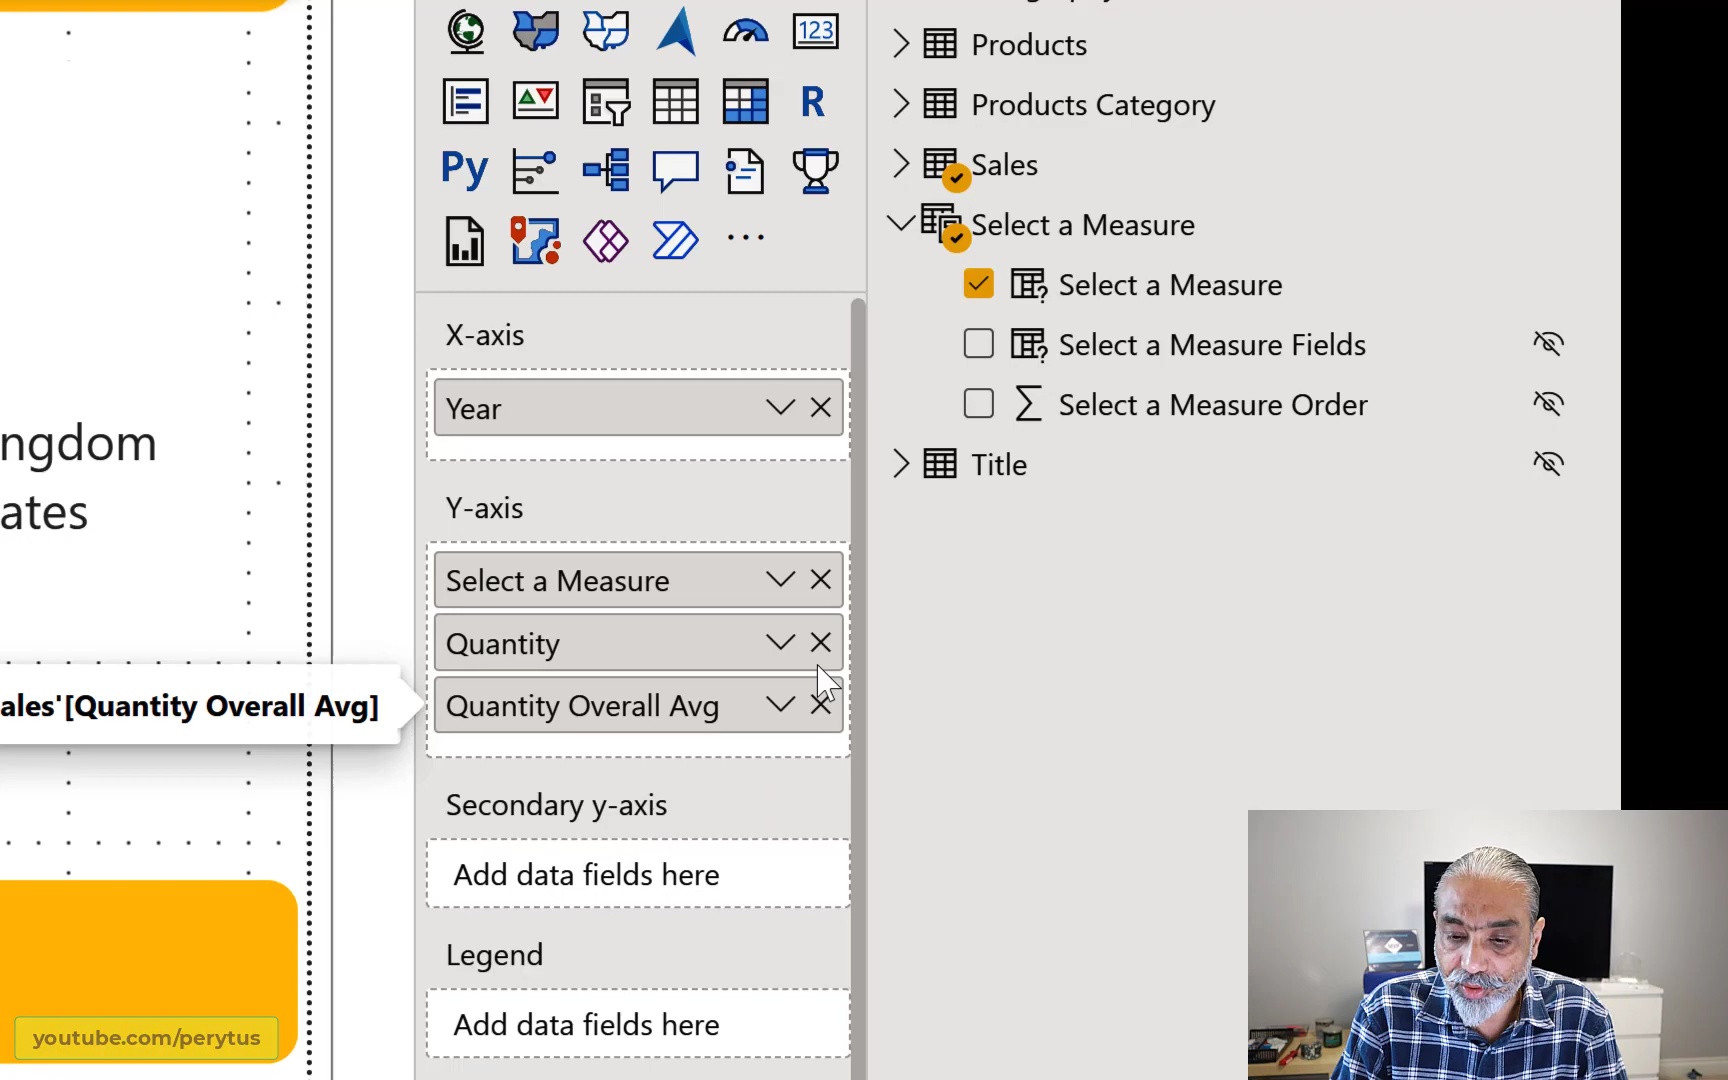 123
R
Py
Products
Products Category
Sales
Select a Measure
Select a Measure
Select a Measure Fields
Select a Measure Order
Title
X-axis
Year
Y-axis
Select a Measure
Quantity
Quantity Overall Avg
Secondary y-axis
Add data fields here
Legend
Add data fields here
ngdom
ates
ales'[Quantity Overall Avg]
youtube.com/perytus